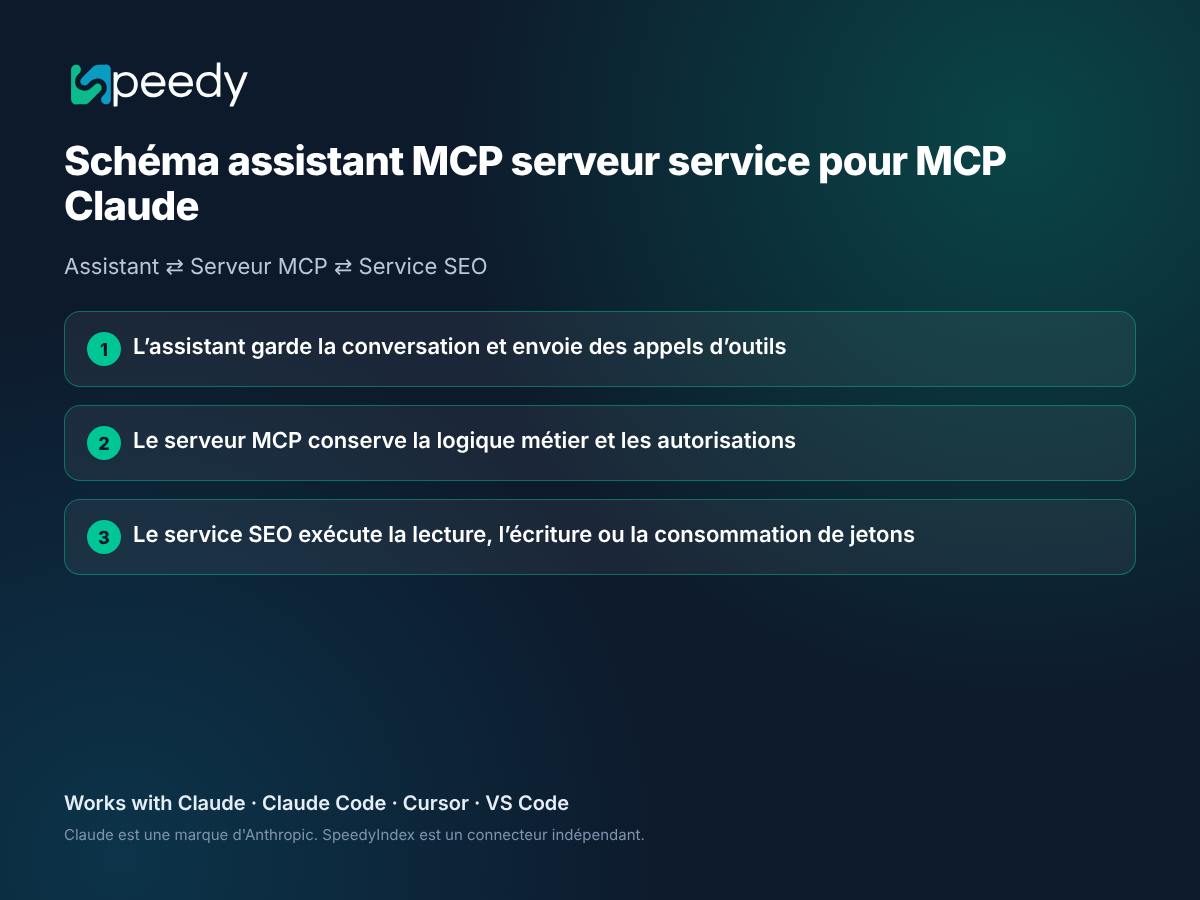 Speedy
Schéma assistant MCP serveur service pour MCP
Claude
Assistant ⇄ Serveur MCP ⇄ Service SEO
1 L’assistant garde la conversation et envoie des appels d’outils
2 Le serveur MCP conserve la logique métier et les autorisations
3 Le service SEO exécute la lecture, l’écriture ou la consommation de jetons
Works with Claude · Claude Code · Cursor · VS Code
Claude est une marque d'Anthropic. SpeedyIndex est un connecteur indépendant.